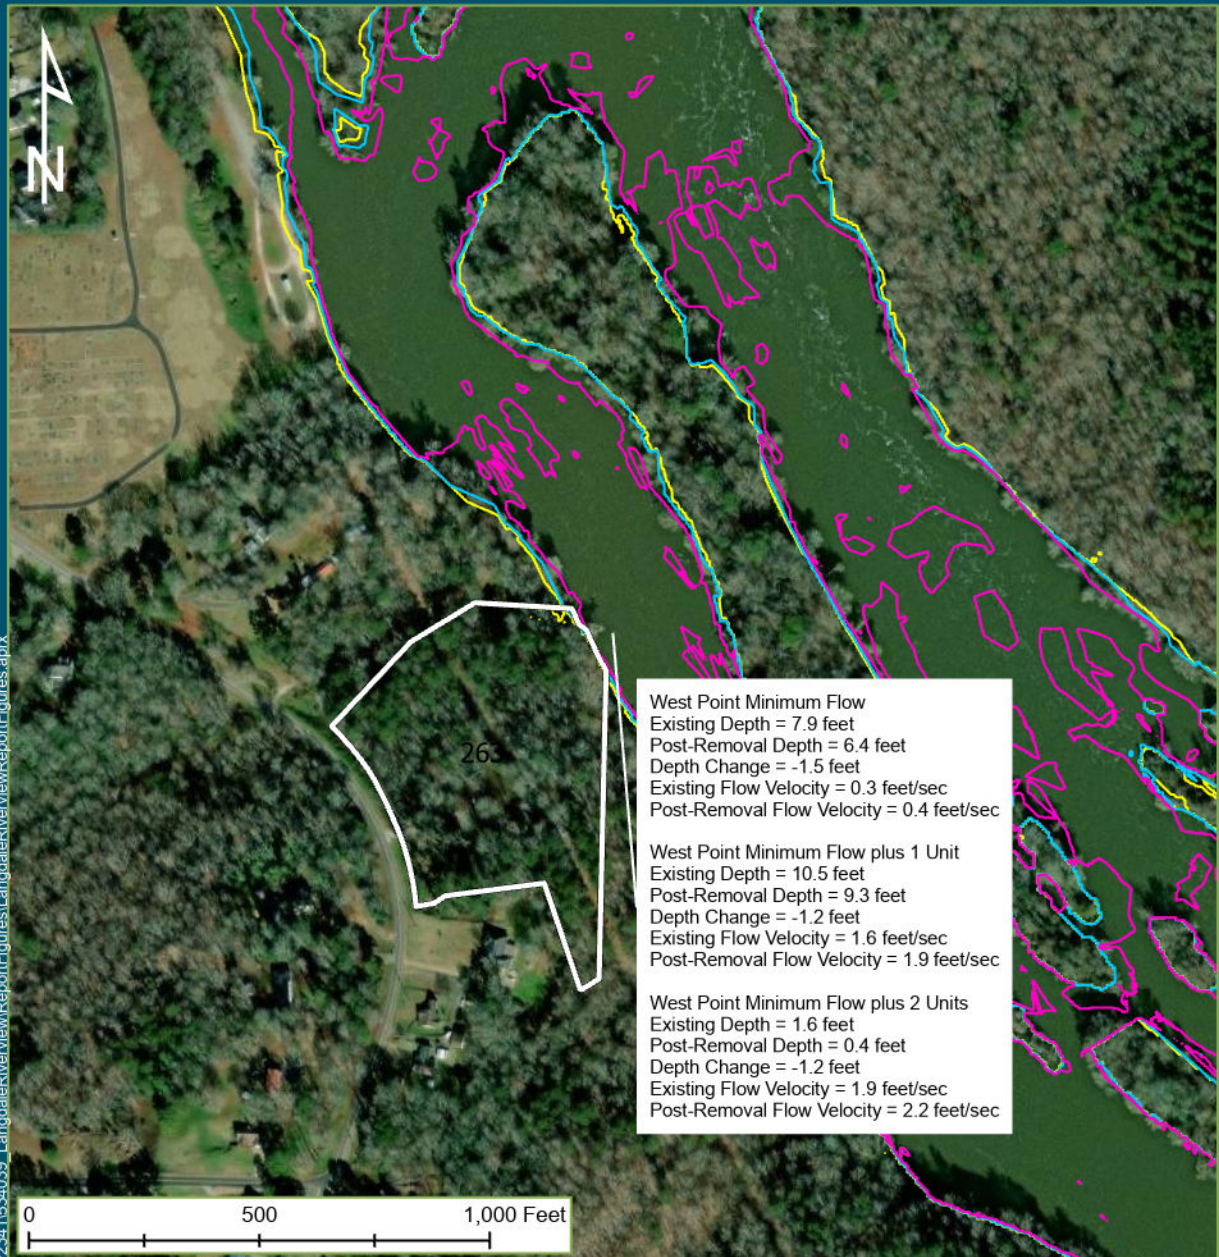 N
263
West Point Minimum Flow
Existing Depth = 7.9 feet
Post-Removal Depth = 6.4 feet
Depth Change = -1.5 feet
Existing Flow Velocity = 0.3 feet/sec
Post-Removal Flow Velocity = 0.4 feet/sec
West Point Minimum Flow plus 1 Unit
Existing Depth = 10.5 feet
Post-Removal Depth = 9.3 feet
Depth Change = -1.2 feet
Existing Flow Velocity = 1.6 feet/sec
Post-Removal Flow Velocity = 1.9 feet/sec
West Point Minimum Flow plus 2 Units
Existing Depth = 1.6 feet
Post-Removal Depth = 0.4 feet
Depth Change = -1.2 feet
Existing Flow Velocity = 1.9 feet/sec
Post-Removal Flow Velocity = 2.2 feet/sec
0 500 1,000 Feet